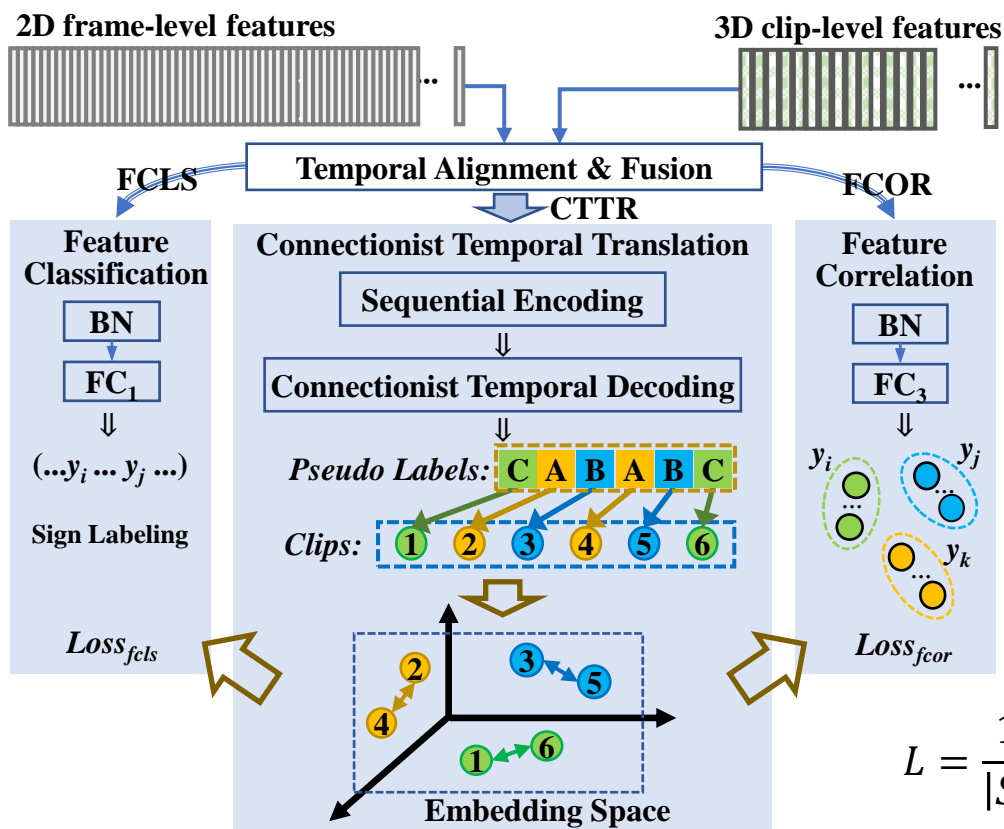 2D frame-level features
3D clip-level features
...
...
Temporal Alignment & Fusion
FCLS
CTTR
FCOR
Feature
Classification
BN
FC1
⇓
(...yi ... yj ...)
Sign Labeling
Lossfcls
Connectionist Temporal Translation
Sequential Encoding
⇓
Connectionist Temporal Decoding
⇓
Pseudo Labels: C A B A B C
Clips: 1 2 3 4 5 6
2 3
4 5
1 6
Embedding Space
Feature
Correlation
BN
FC3
⇓
yi yj
...
...
yk
...
Lossfcor
L =
|